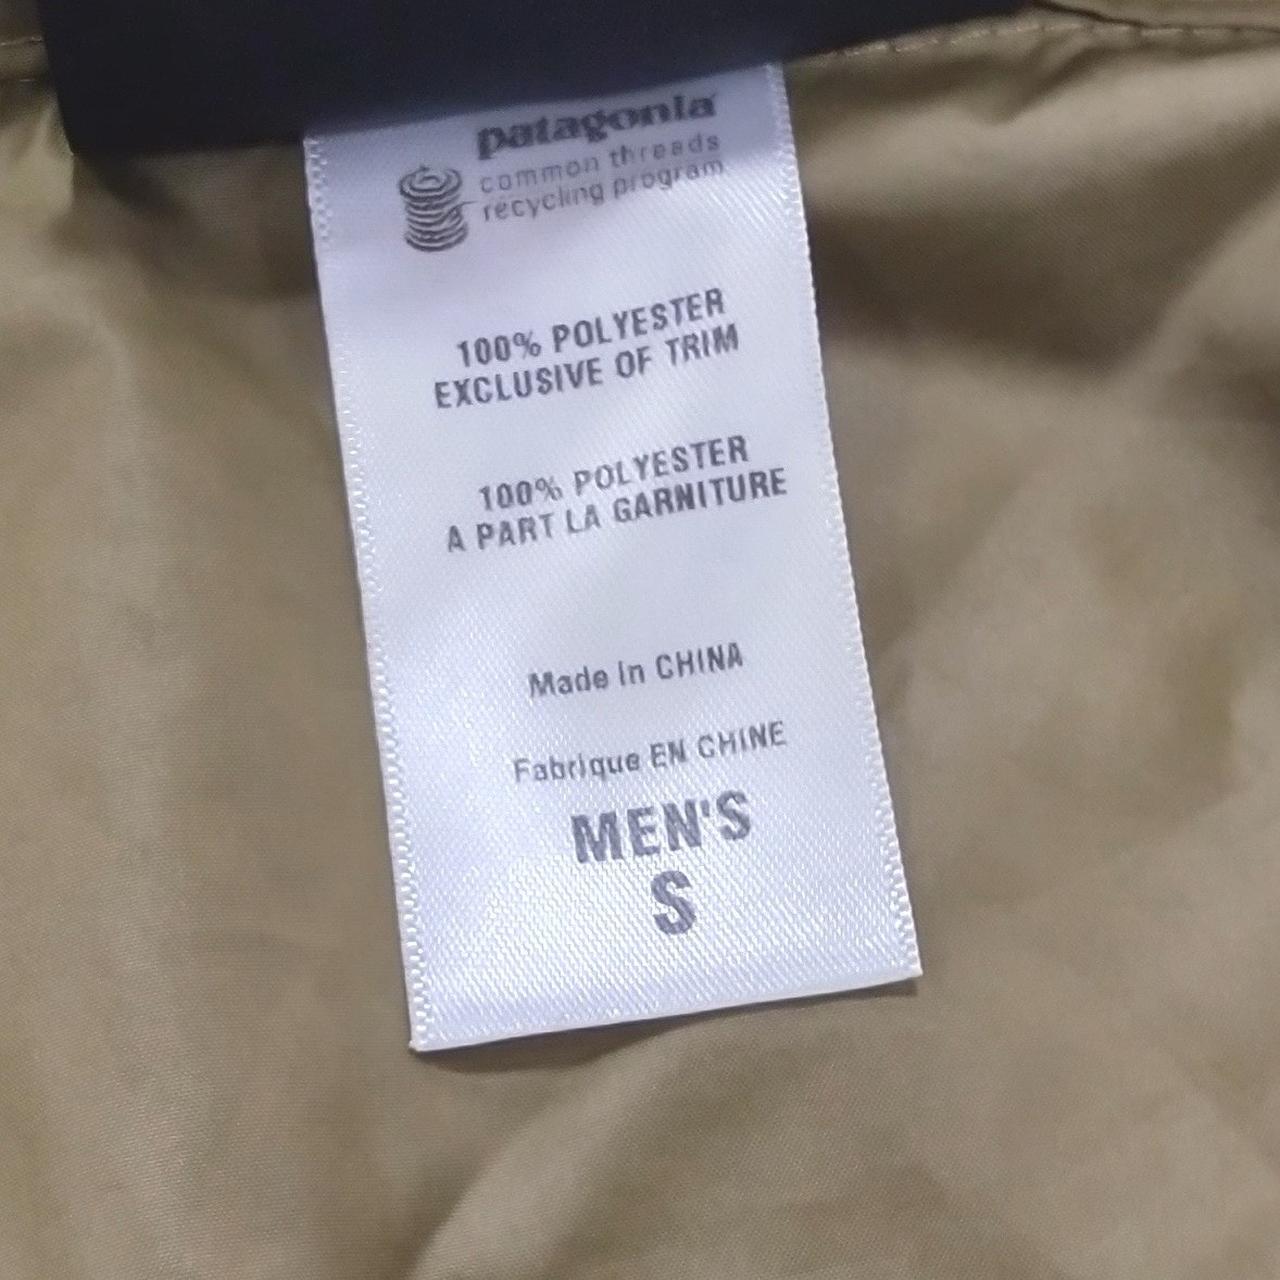 patagonia
common threads
recycling program
100% POLYESTER
EXCLUSIVE OF TRIM
100% POLYESTER
A PART LA GARNITURE
Made in CHINA
Fabrique EN CHINE
MEN'S
S